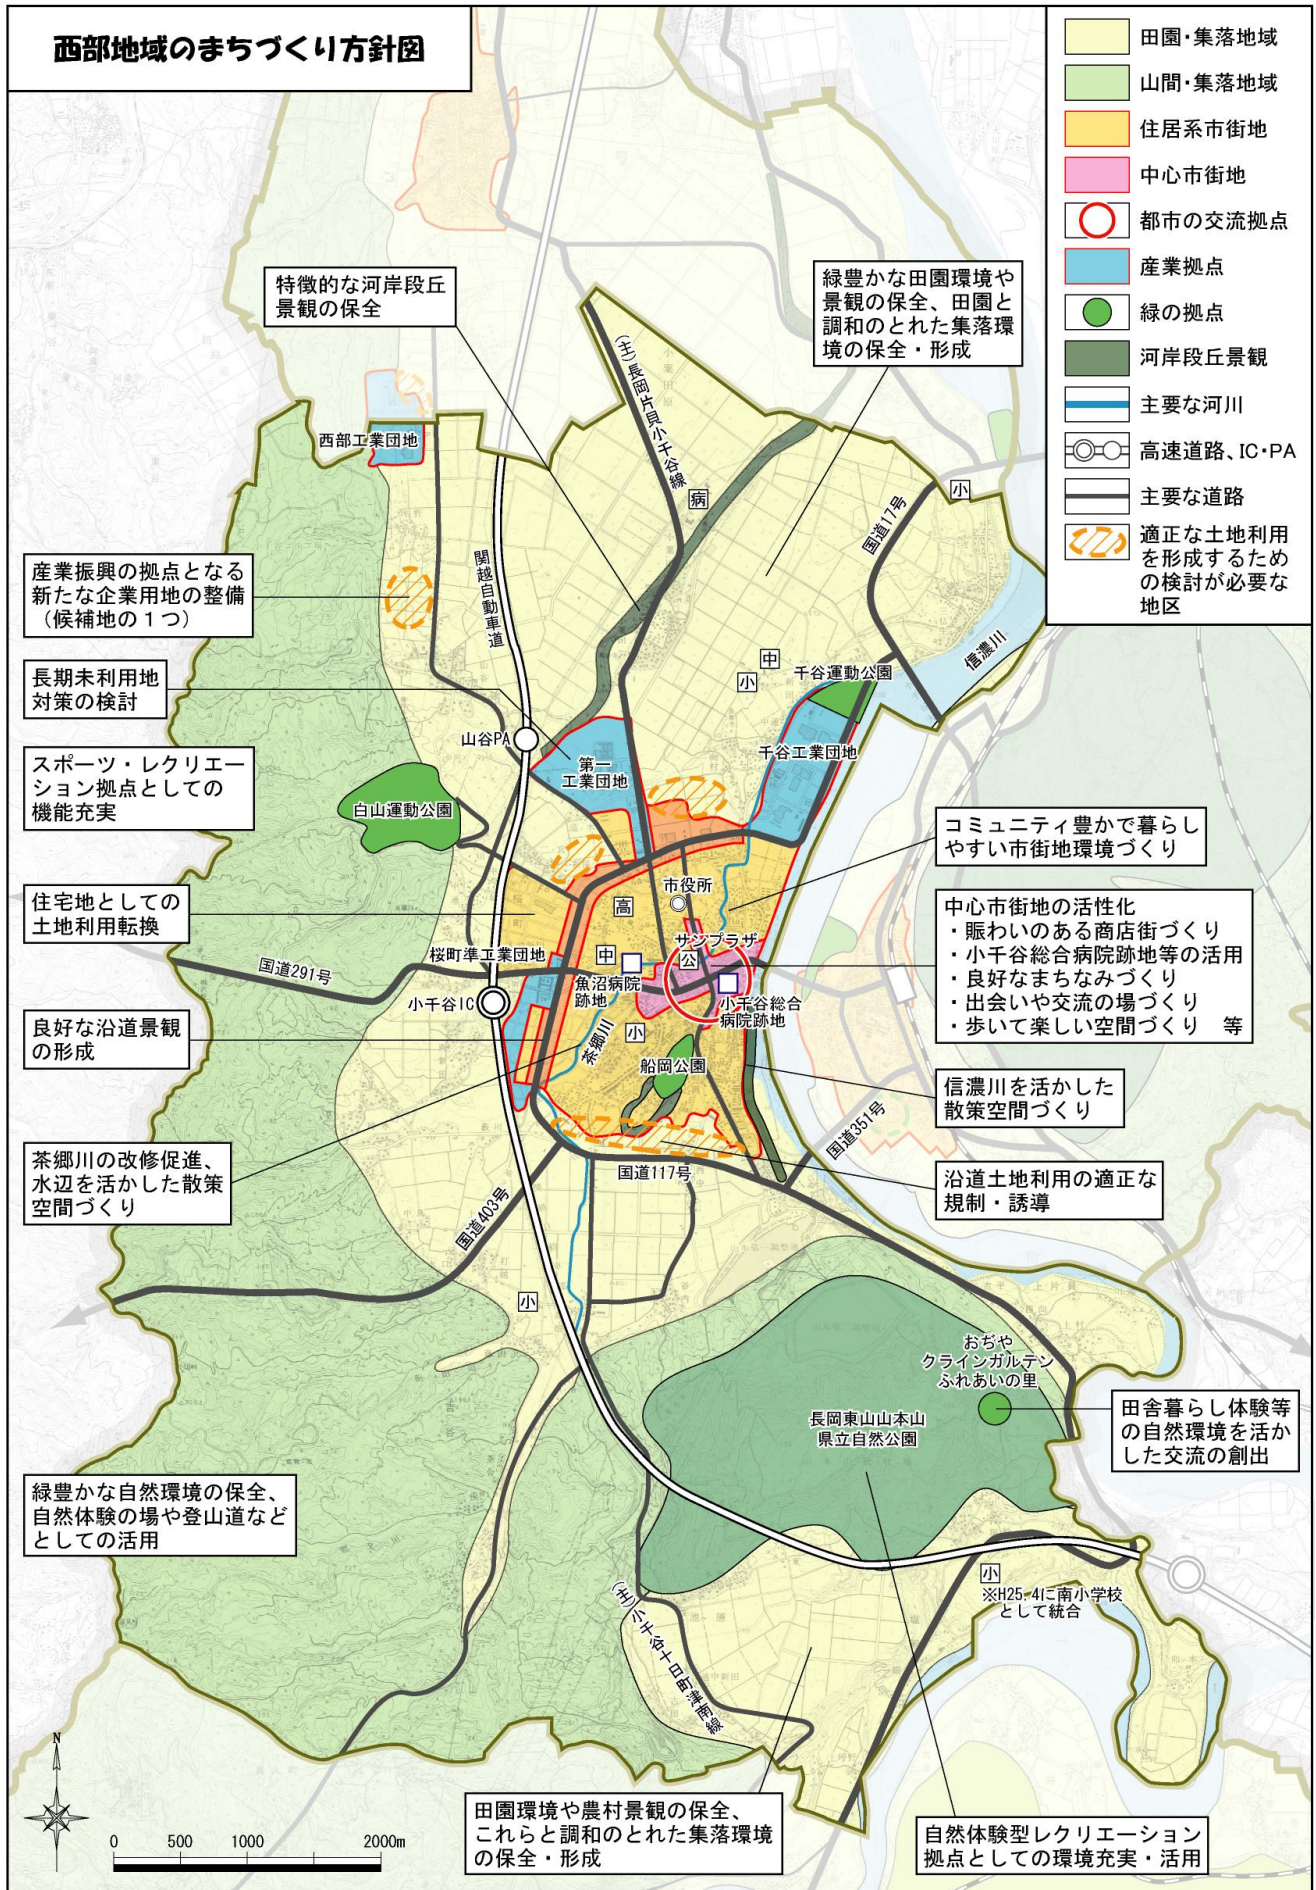 西部地域のまちづくり方針図
田園・集落地域
山間・集落地域
住居系市街地
中心市街地
都市の交流拠点
産業拠点
緑の拠点
河岸段丘景観
主要な河川
高速道路、IC・PA
主要な道路
適正な土地利用
を形成するため
の検討が必要な
地区
特徴的な河岸段丘
景観の保全
緑豊かな田園環境や
景観の保全、田園と
調和のとれた集落環
境の保全・形成
(主)長岡片貝小千谷線
西部工業団地
病
小
国道17号
関越自動車道
産業振興の拠点となる
新たな企業用地の整備
(候補地の1つ)
信濃川
中
小
千谷運動公園
長期未利用地
対策の検討
山谷PA
第一
工業団地
千谷工業団地
スポーツ・レクリエー
ション拠点としての
機能充実
白山運動公園
コミュニティ豊かで暮らし
やすい市街地環境づくり
市役所
高
住宅地としての
土地利用転換
中心市街地の活性化
・賑わいのある商店街づくり
・小千谷総合病院跡地等の活用
・良好なまちなみづくり
・出会いや交流の場づくり
・歩いて楽しい空間づくり 等
サンプラザ
公
中
桜町準工業団地
国道291号
魚沼病院
跡地
小千谷総合
病院跡地
小千谷IC
良好な沿道景観
の形成
小
茶郷川
船岡公園
信濃川を活かした
散策空間づくり
国道351号
茶郷川の改修促進、
水辺を活かした散策
空間づくり
国道117号
沿道土地利用の適正な
規制・誘導
国道403号
小
おぢや
クラインガルテン
ふれあいの里
長岡東山山本山
県立自然公園
田舎暮らし体験等
の自然環境を活か
した交流の創出
緑豊かな自然環境の保全、
自然体験の場や登山道など
としての活用
小
※H25.4に南小学校
として統合
(主)小千谷十日町津南線
田園環境や農村景観の保全、
これらと調和のとれた集落環境
の保全・形成
自然体験型レクリエーション
拠点としての環境充実・活用
N
0 500 1000 2000m